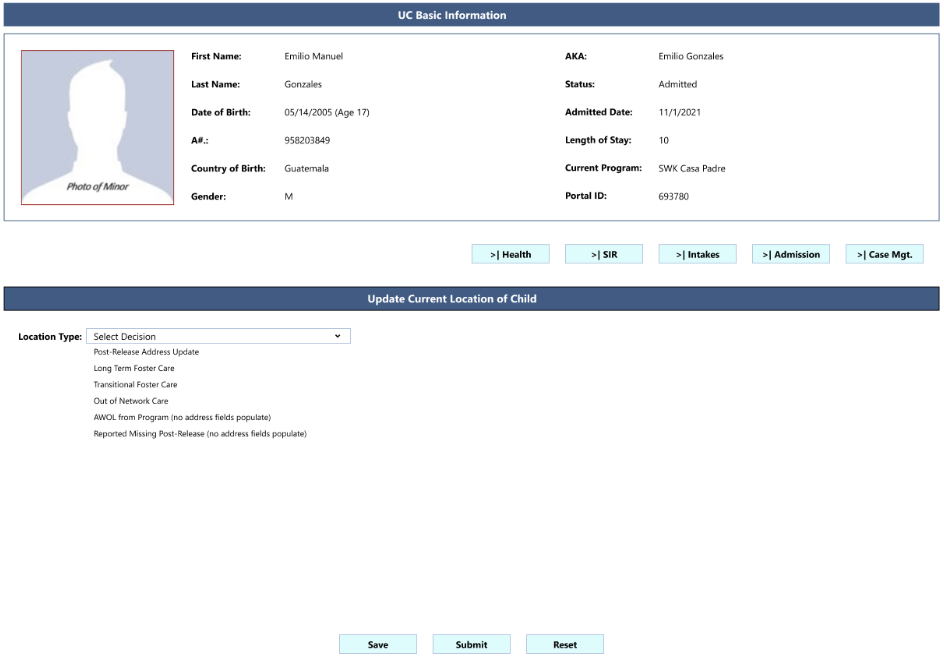 UC Basic Information
First Name: Emilio Manuel AKA: Emilio Gonzales
Last Name: Gonzales Status: Admitted
Date of Birth: 05/14/2005 (Age 17) Admitted Date: 11/1/2021
A#.: 958203849 Length of Stay: 10
Country of Birth: Guatemala Current Program: SWK Casa Padre
Photo of Minor
Gender: M Portal ID: 693780
>| Health >| SIR >| Intakes >| Admission >| Case Mgt.
Update Current Location of Child
Location Type: Select Decision
Post-Release Address Update
Long Term Foster Care
Transitional Foster Care
Out of Network Care
AWOL from Program (no address fields populate)
Reported Missing Post-Release (no address fields populate)
Save Submit Reset